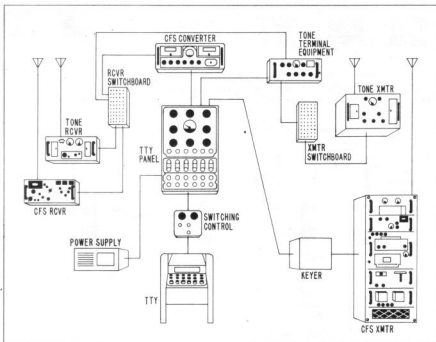 CFS CONVERTER
TONE
TERMINAL
EQUIPMENT
RCVR
SWITCHBOARD
TONE XMTR
TONE
RCVR
TTY
PANEL
XMTR
SWITCHBOARD
CFS RCVR
SWITCHING
CONTROL
POWER SUPPLY
KEYER
TTY
CFS XMTR